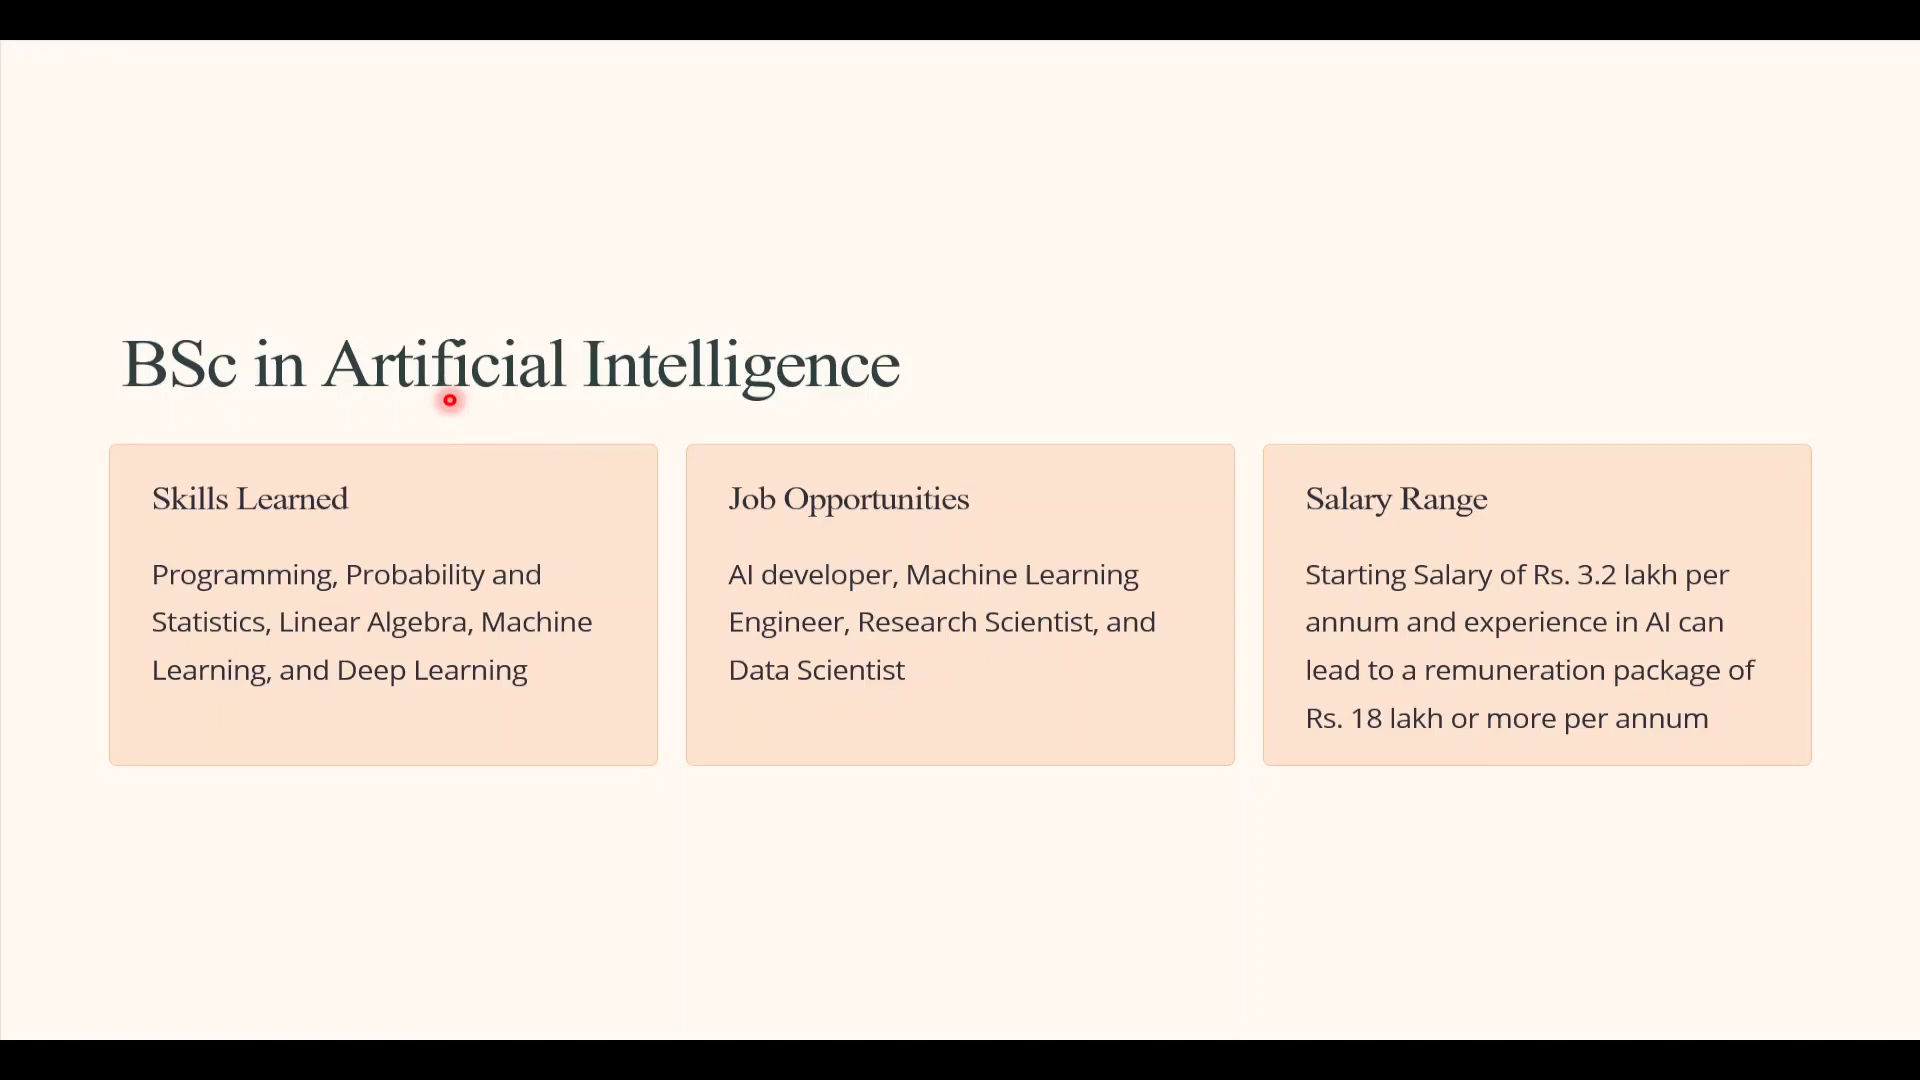 BSc in Artificial Intelligence
Skills Learned
Programming, Probability and
Statistics, Linear Algebra, Machine
Learning, and Deep Learning
Job Opportunities
AI developer, Machine Learning
Engineer, Research Scientist, and
Data Scientist
Salary Range
Starting Salary of Rs. 3.2 lakh per
annum and experience in AI can
lead to a remuneration package of
Rs. 18 lakh or more per annum